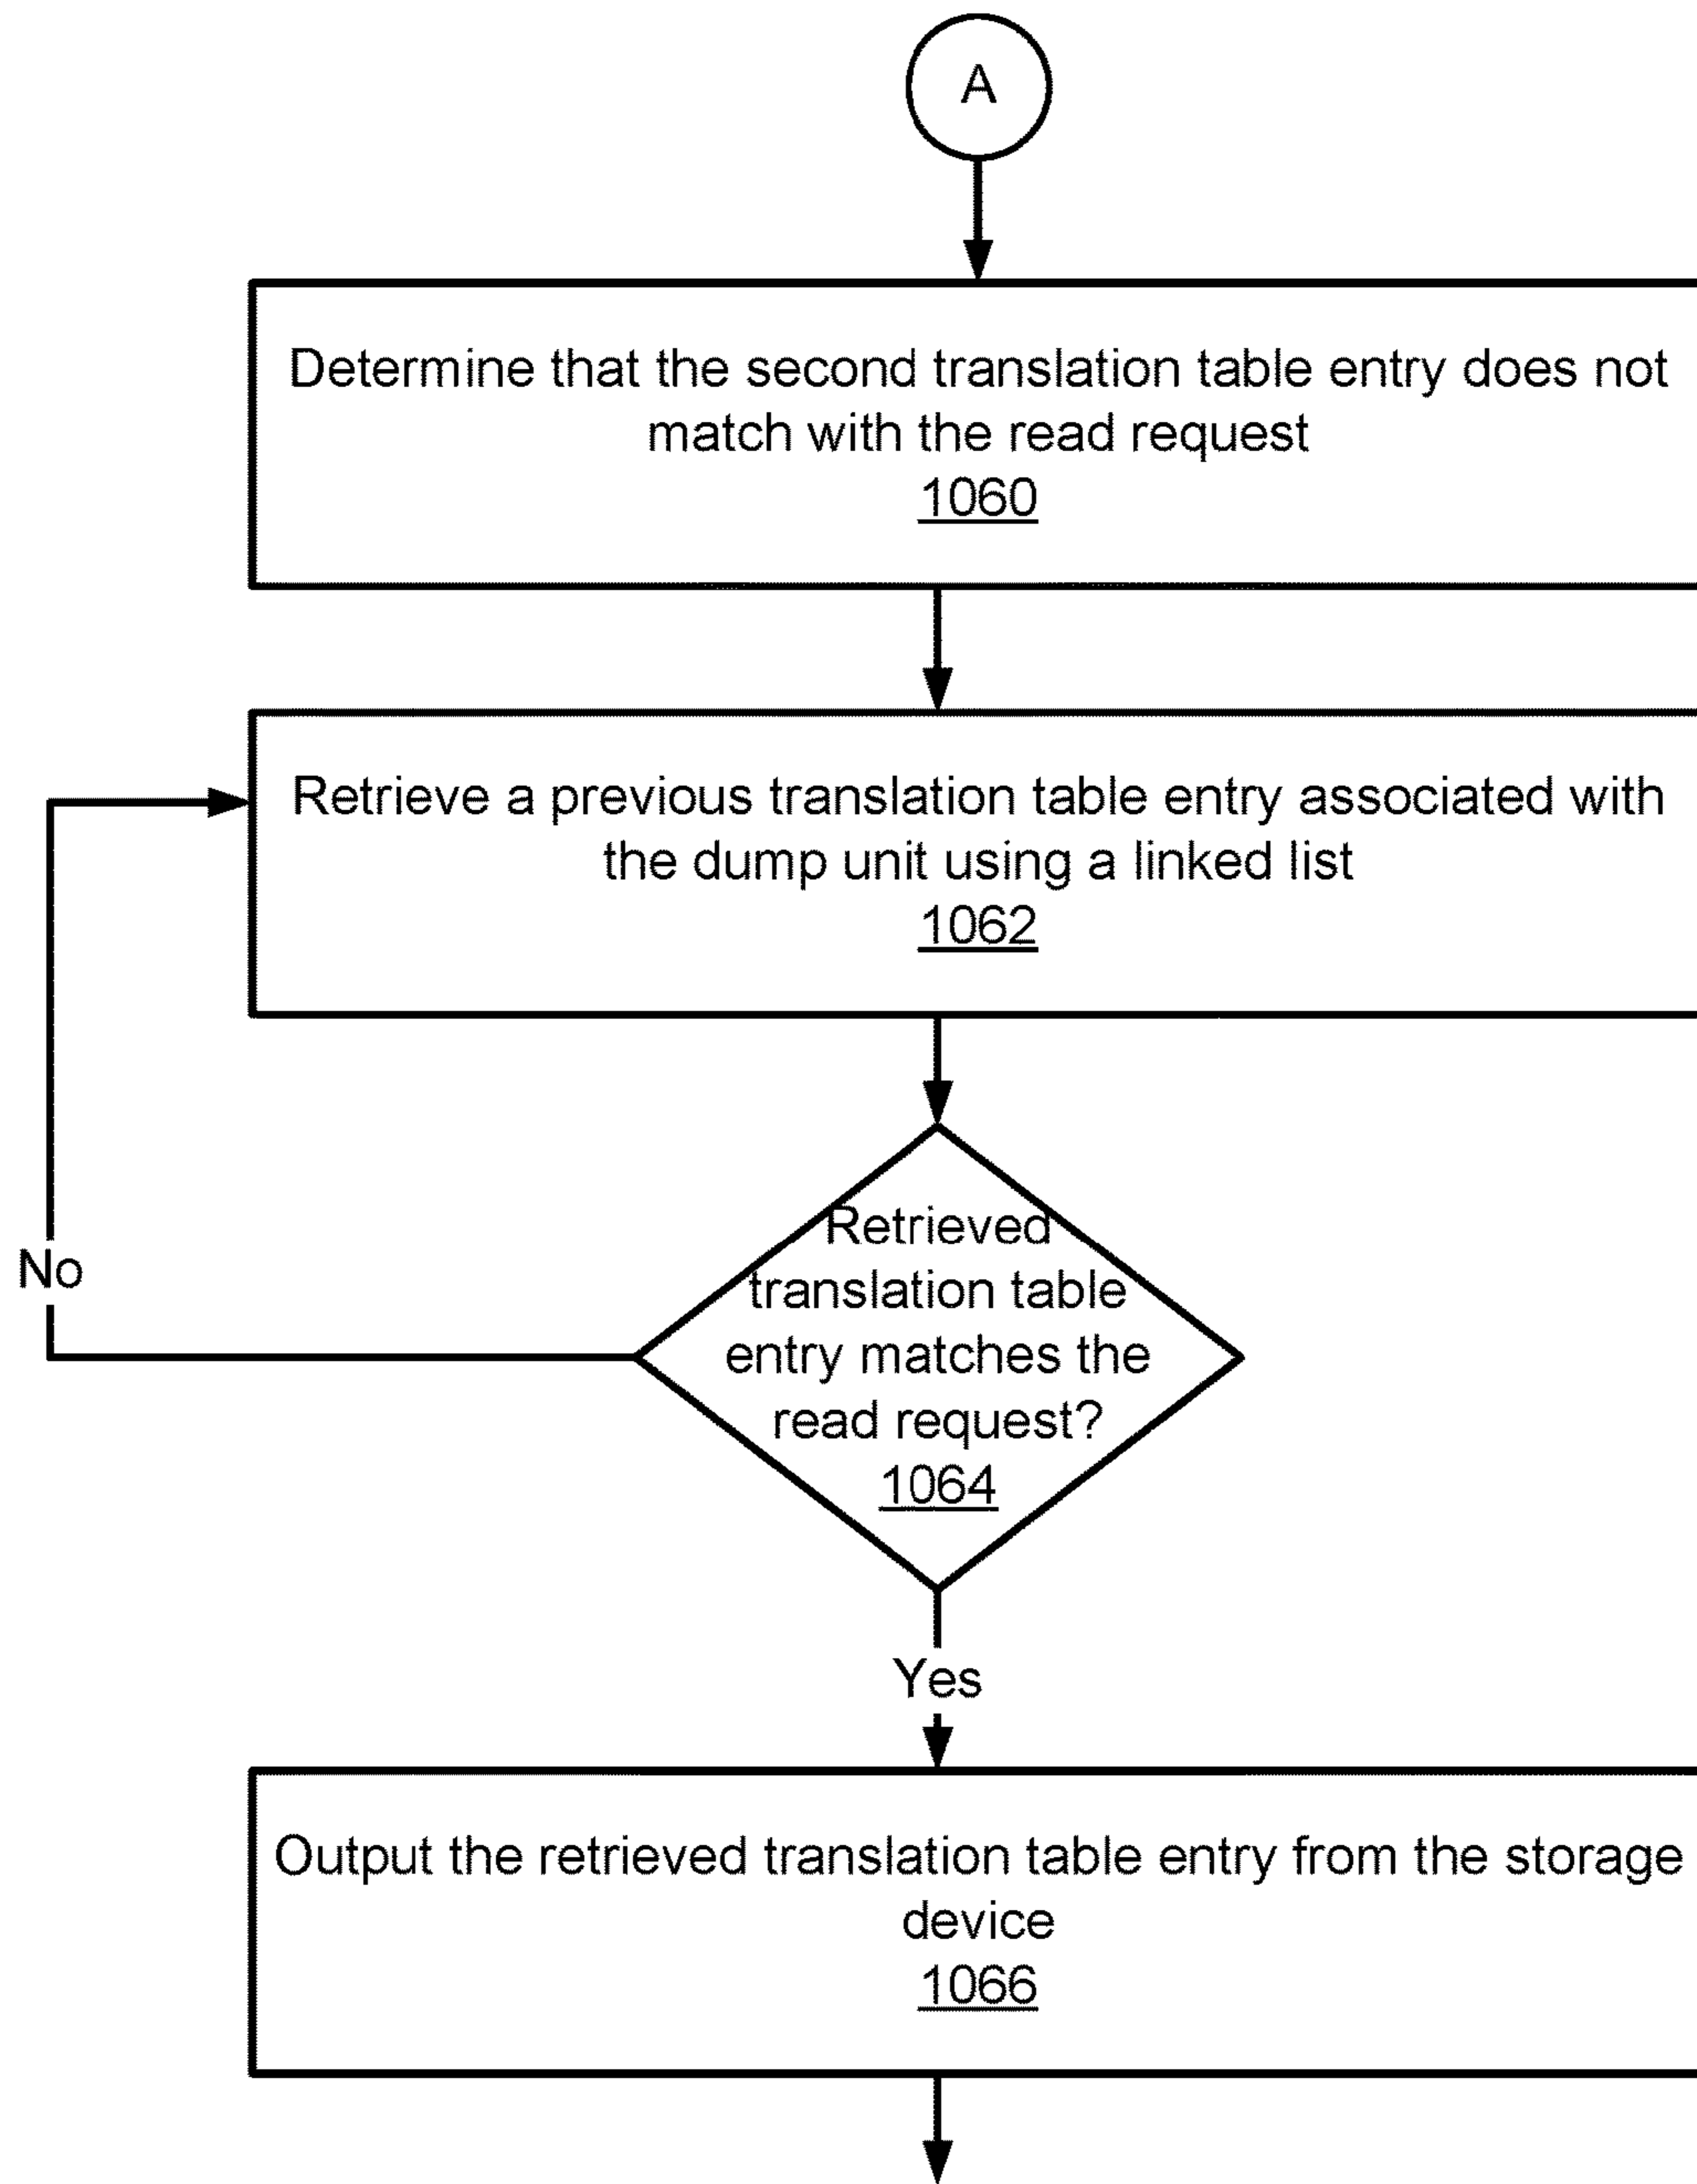 A
Determine that the second translation table entry does not
match with the read request
1060
Retrieve a previous translation table entry associated with
the dump unit using a linked list
1062
Retrieved
translation table
entry matches the
read request?
1064
No
Yes
Output the retrieved translation table entry from the storage
device
1066